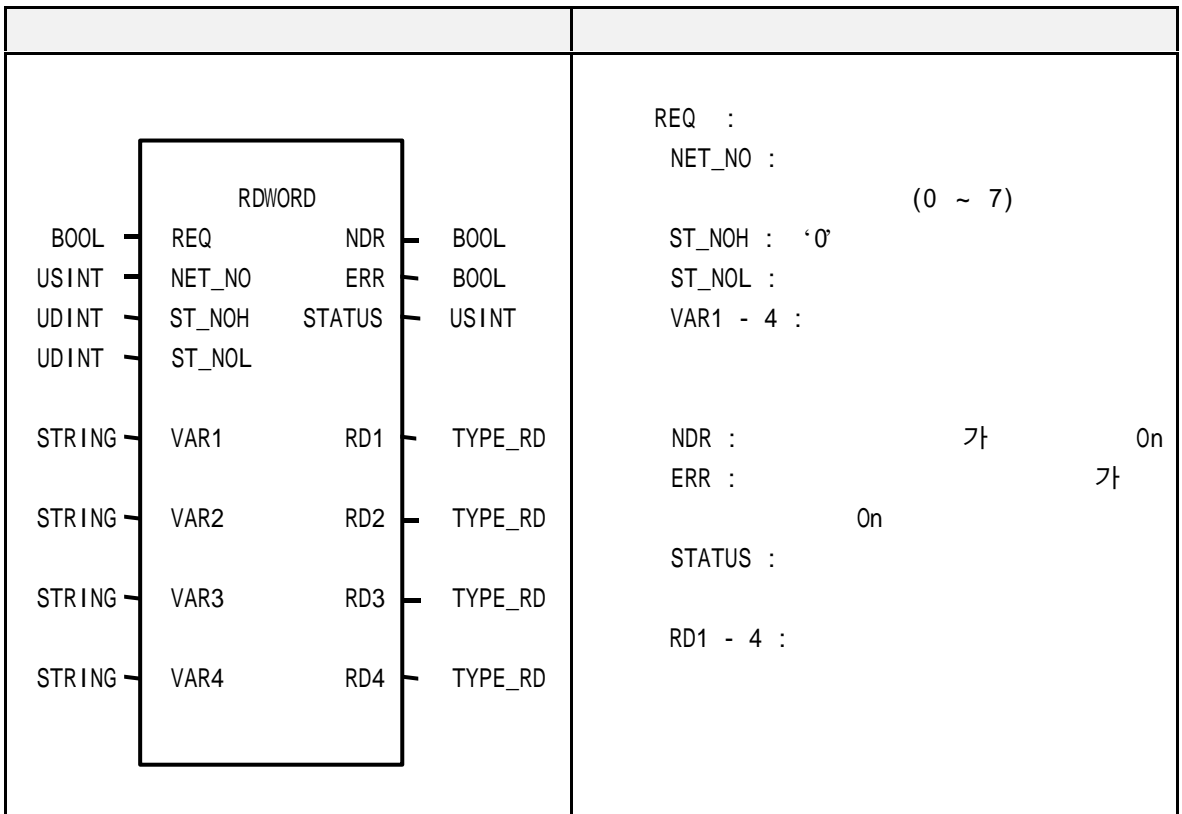 RDWORD
BOOL REQ NDR BOOL
USINT NET_NO ERR BOOL
UDINT ST_NOH STATUS USINT
UDINT ST_NOL
STRING VAR1 RD1 TYPE_RD
STRING VAR2 RD2 TYPE_RD
STRING VAR3 RD3 TYPE_RD
STRING VAR4 RD4 TYPE_RD
REQ :
NET_NO :
(0 ~ 7)
ST_NOH : ‘0’
ST_NOL :
VAR1 - 4 :
NDR : 가 On
ERR : 가
On
STATUS :
RD1 - 4 :